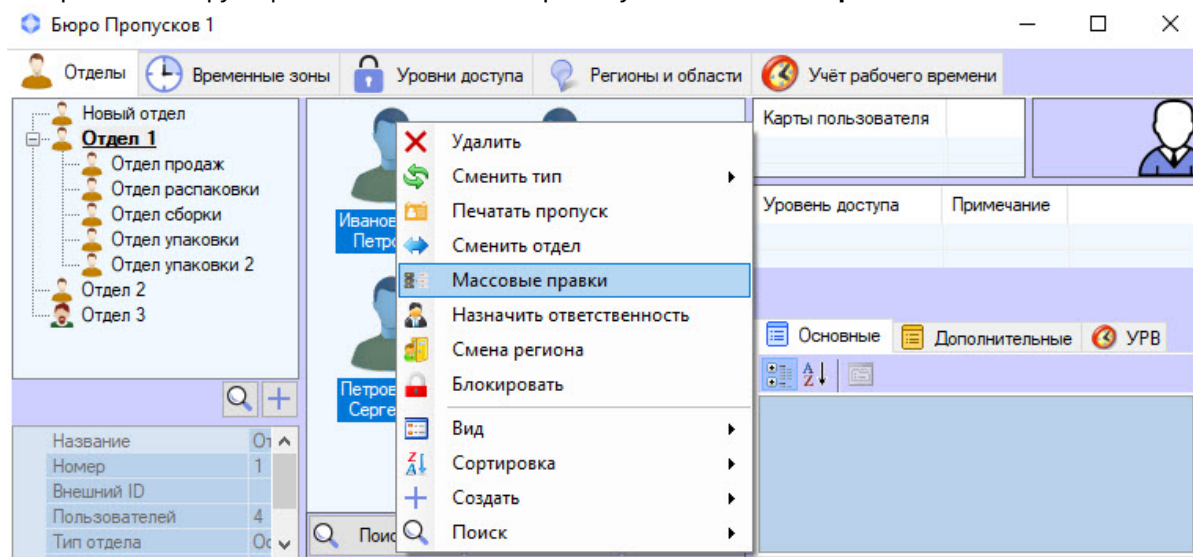 Бюро Пропусков 1
Отделы Временные зоны Уровни доступа Регионы и области Учёт рабочего времени
Новый отдел
Отдел 1
Отдел продаж
Отдел распаковки
Отдел сборки
Отдел упаковки
Отдел упаковки 2
Отдел 2
Отдел 3
Название
Номер 1
Внешний ID
Пользователей 4
Тип отдела
Удалить
Сменить тип
Печатать пропуск
Сменить отдел
Массовые правки
Назначить ответственность
Смена региона
Блокировать
Вид
Сортировка
Создать
Поиск
Карты пользователя
Уровень доступа Примечание
Основные Дополнительные УРВ